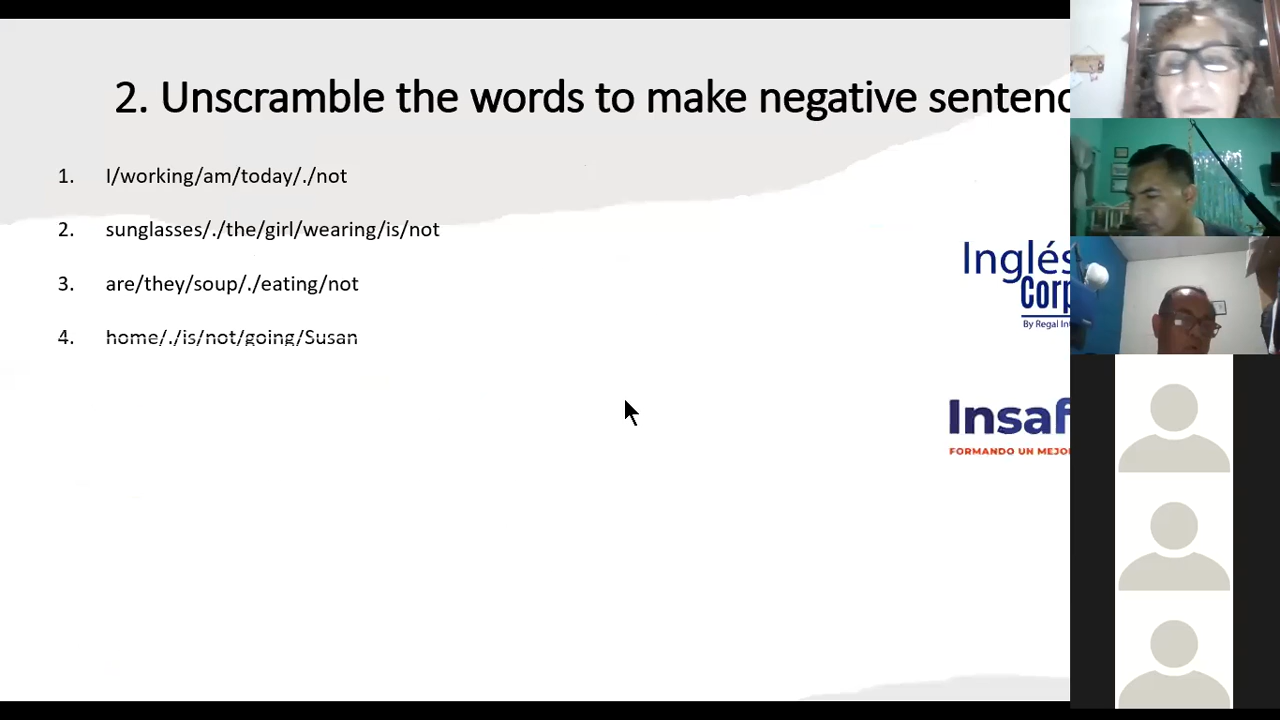 2. Unscramble the words to make negative sentenc
1. I/working/am/today/./not
2. sunglasses/./the/girl/wearing/is/not
3. are/they/soup/./eating/not
4. home/./is/not/going/Susan
Inglés
Corp
By Regal Int
Insaf
FORMANDO UN MEJO